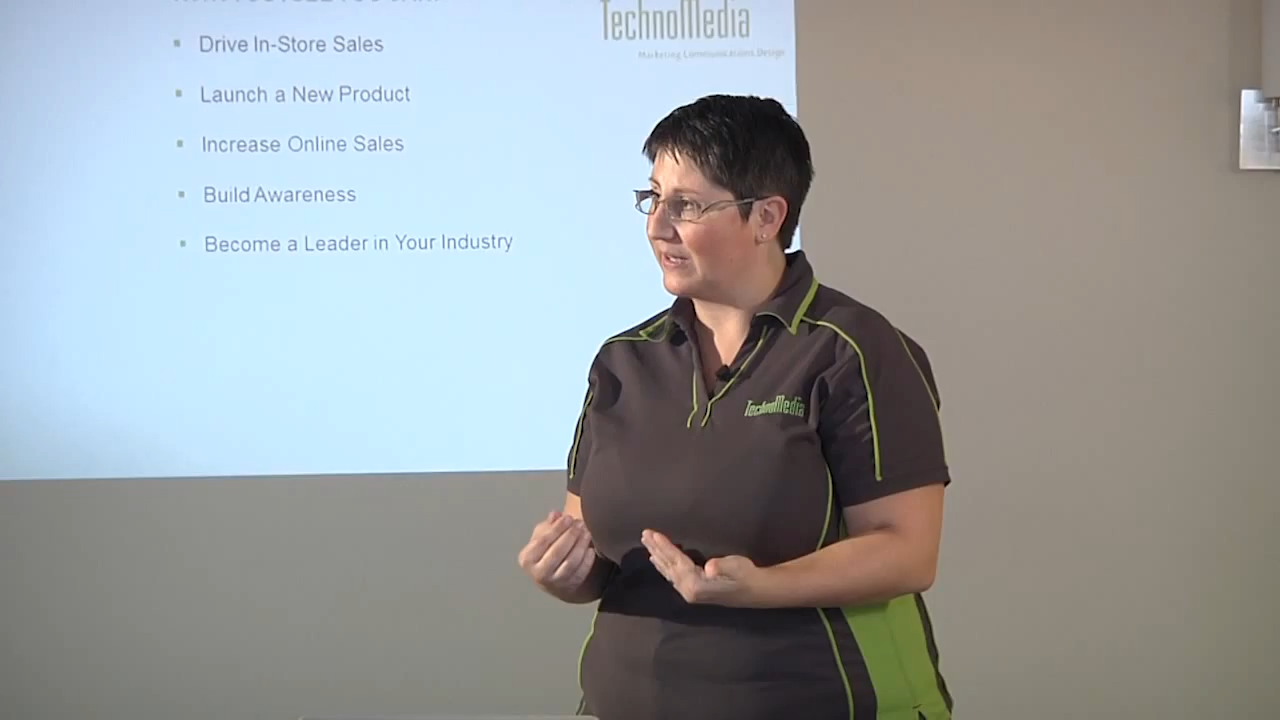 TechnoMedia
Marketing Communications Design
Drive In-Store Sales
Launch a New Product
Increase Online Sales
Build Awareness
Become a Leader in Your Industry
TechnoMedia